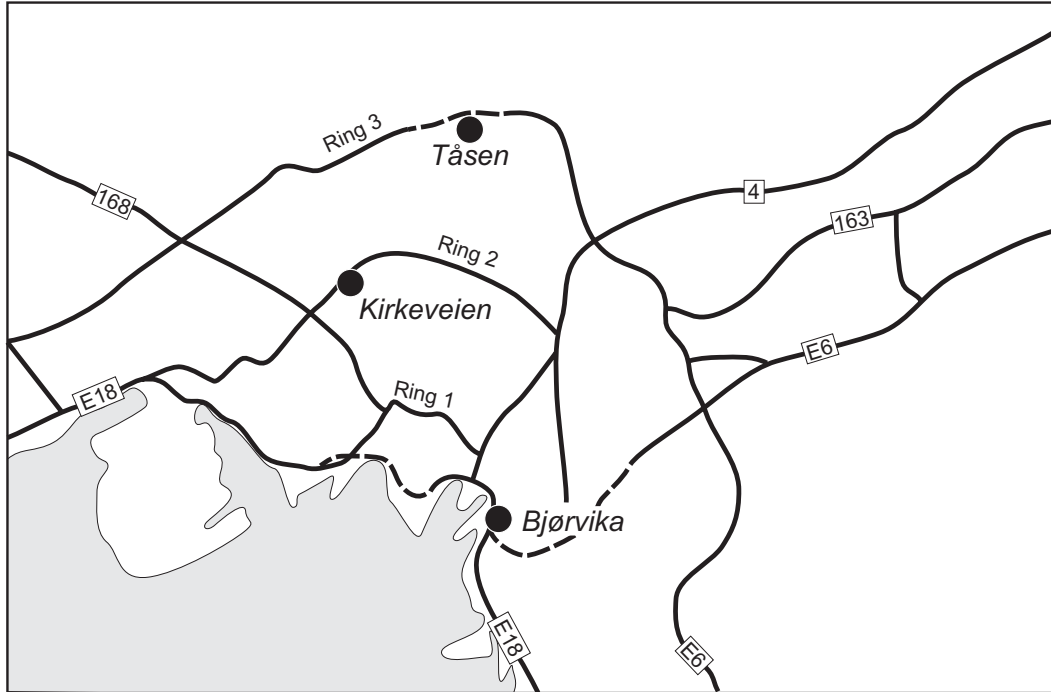 Ring 3
Tåsen
168
4
163
Ring 2
Kirkeveien
E6
E18
Ring 1
Bjørvika
E18
E6